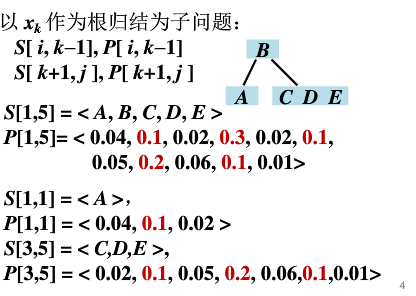 以 xₖ 作为根归结为子问题：
S[ i, k−1], P[ i, k−1]
S[ k+1, j ], P[ k+1, j ]
B
A
C D E
S[1,5] = < A, B, C, D, E >
P[1,5]= < 0.04, 0.1, 0.02, 0.3, 0.02, 0.1,
0.05, 0.2, 0.06, 0.1, 0.01>
S[1,1] = < A >，
P[1,1] = < 0.04, 0.1, 0.02 >
S[3,5] = < C,D,E >,
P[3,5] = < 0.02, 0.1, 0.05, 0.2, 0.06,0.1,0.01>
4